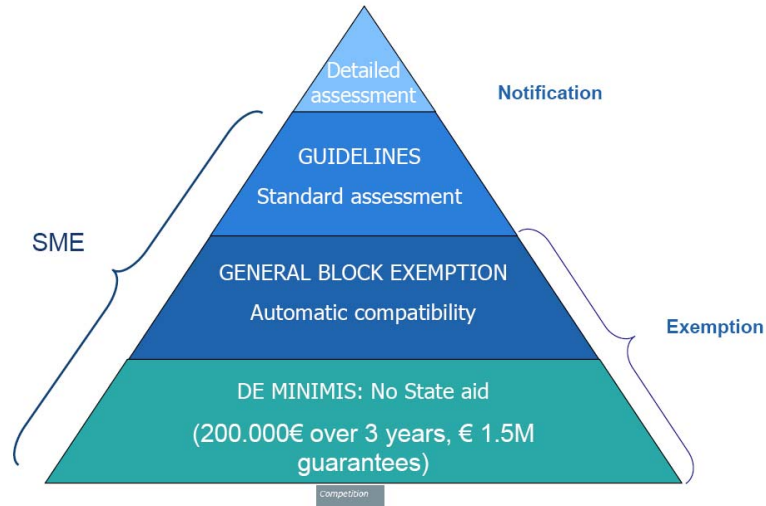 Detailed
assessment
Notification
GUIDELINES
Standard assessment
SME
GENERAL BLOCK EXEMPTION
Automatic compatibility
Exemption
DE MINIMIS: No State aid
(200.000€ over 3 years, € 1.5M
guarantees)
Competition